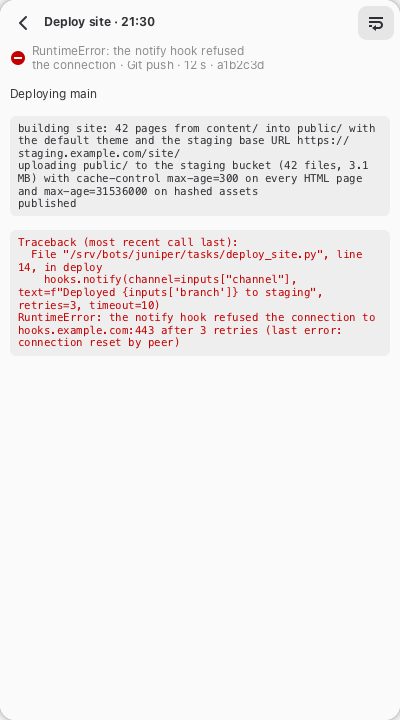 Deploy site · 21:30
RuntimeError: the notify hook refused
the connection · Git push · 12 s · a1b2c3d
Deploying main
building site: 42 pages from content/ into public/ with
the default theme and the staging base URL https://
staging.example.com/site/
uploading public/ to the staging bucket (42 files, 3.1
MB) with cache-control max-age=300 on every HTML page
and max-age=31536000 on hashed assets
published
Traceback (most recent call last):
  File "/srv/bots/juniper/tasks/deploy_site.py", line
14, in deploy
    hooks.notify(channel=inputs["channel"],
text=f"Deployed {inputs['branch']} to staging",
retries=3, timeout=10)
RuntimeError: the notify hook refused the connection to
hooks.example.com:443 after 3 retries (last error:
connection reset by peer)